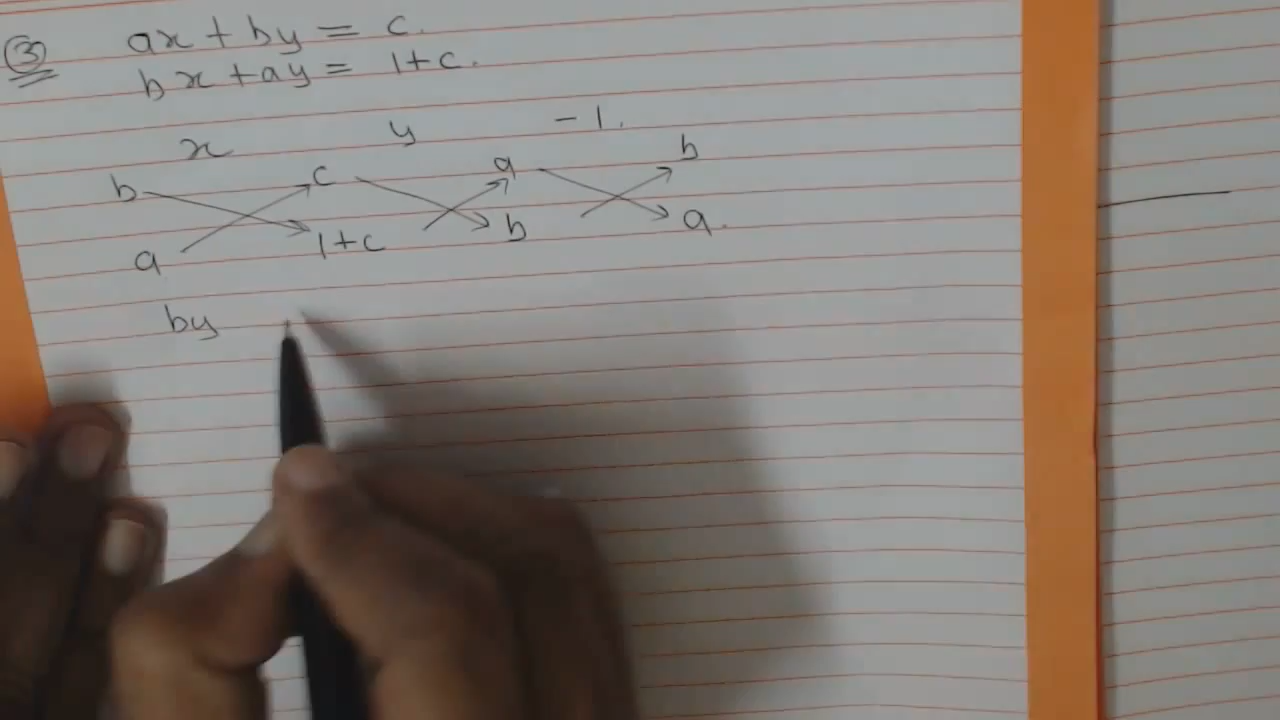 ③ ax + by = c.
bx + ay = 1+c.
x y -1.
b c a b
a 1+c b a.
by